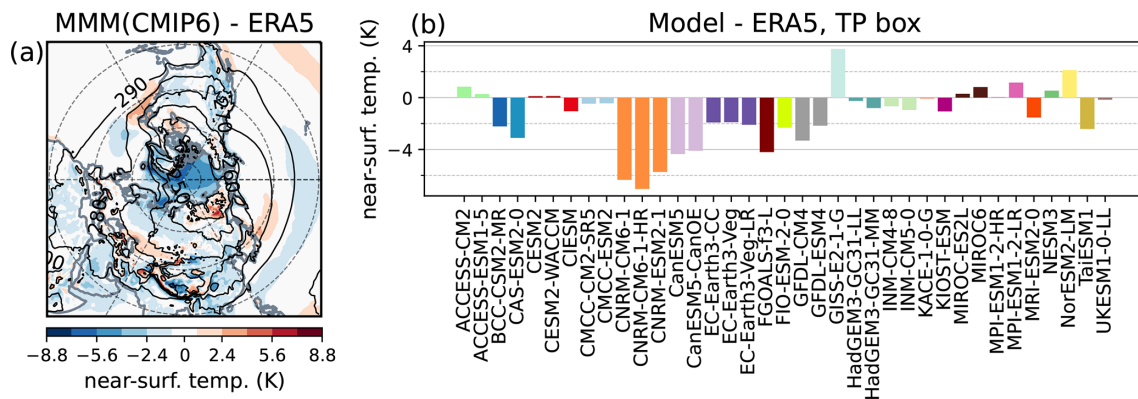 MMM(CMIP6) - ERA5
(a)
290
270
260
−8.8 −5.6 −2.4 0 2.4 5.6 8.8
near-surf. temp. (K)
(b)
Model - ERA5, TP box
near-surf. temp. (K)
4
0
−4
ACCESS-CM2
ACCESS-ESM1-5
BCC-CSM2-MR
CAS-ESM2-0
CESM2
CESM2-WACCM
CIESM
CMCC-CM2-SR5
CMCC-ESM2
CNRM-CM6-1
CNRM-CM6-1-HR
CNRM-ESM2-1
CanESM5
CanESM5-CanOE
EC-Earth3-CC
EC-Earth3-Veg
EC-Earth3-Veg-LR
FGOALS-f3-L
FIO-ESM-2-0
GFDL-CM4
GFDL-ESM4
GISS-E2-1-G
HadGEM3-GC31-LL
HadGEM3-GC31-MM
INM-CM4-8
INM-CM5-0
KACE-1-0-G
KIOST-ESM
MIROC-ES2L
MIROC6
MPI-ESM1-2-HR
MPI-ESM1-2-LR
MRI-ESM2-0
NESM3
NorESM2-LM
TaiESM1
UKESM1-0-LL